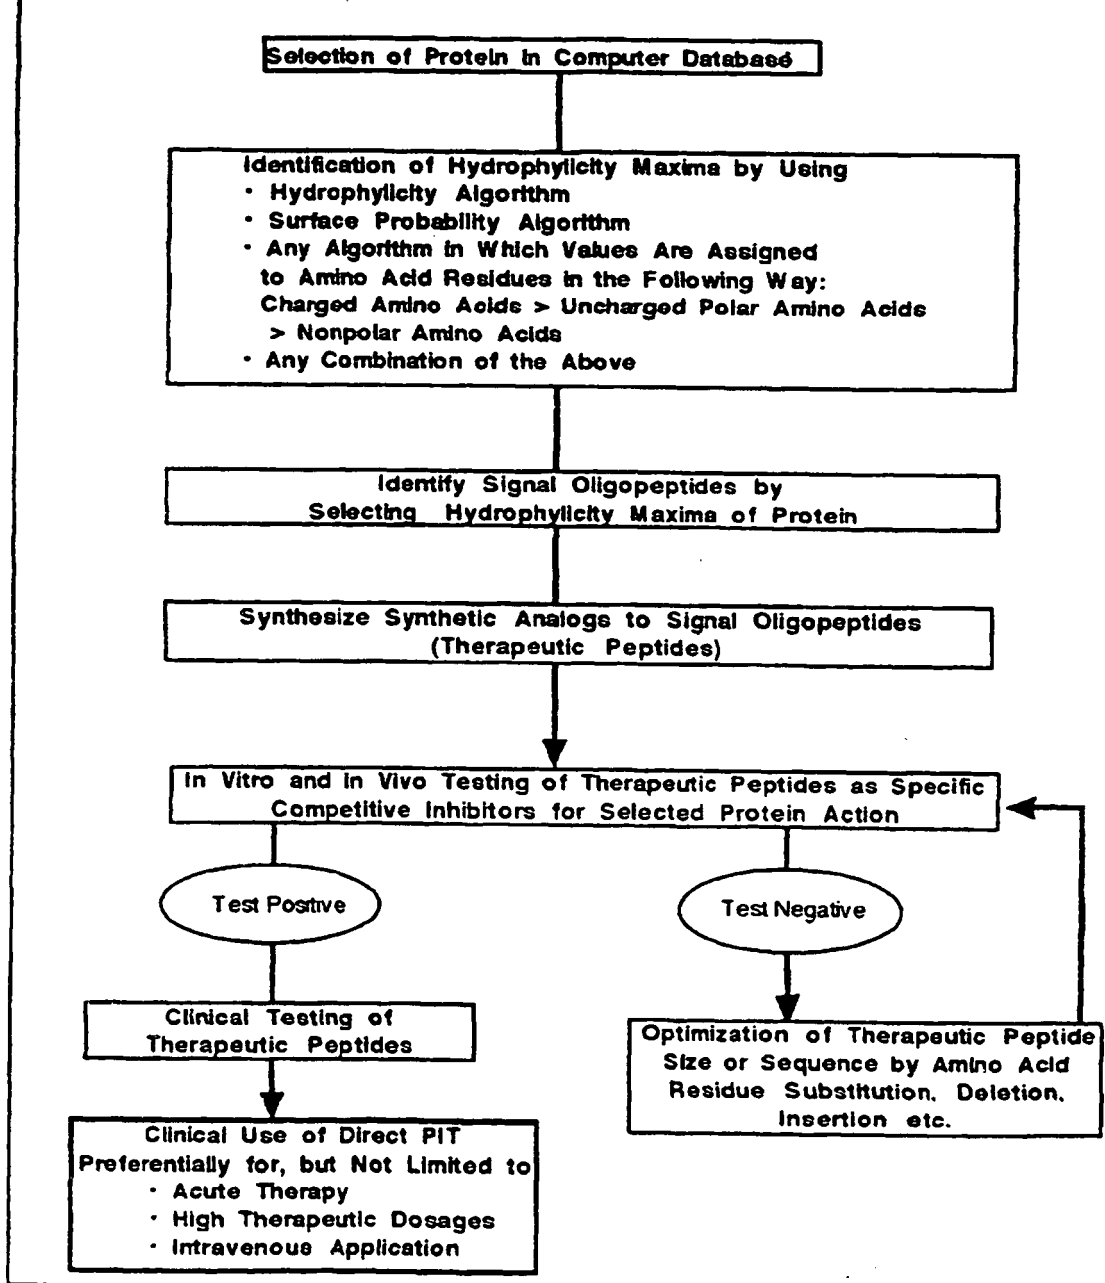 Selection of Protein in Computer Database
Identification of Hydrophylicity Maxima by Using
· Hydrophylicity Algorithm
· Surface Probability Algorithm
· Any Algorithm in Which Values Are Assigned
to Amino Acid Residues in the Following Way:
Charged Amino Acids > Uncharged Polar Amino Acids
> Nonpolar Amino Acids
· Any Combination of the Above
Identify Signal Oligopeptides by
Selecting Hydrophylicity Maxima of Protein
Synthesize Synthetic Analogs to Signal Oligopeptides
(Therapeutic Peptides)
In Vitro and in Vivo Testing of Therapeutic Peptides as Specific
Competitive Inhibitors for Selected Protein Action
Test Positive
Test Negative
Clinical Testing of
Therapeutic Peptides
Optimization of Therapeutic Peptide
Size or Sequence by Amino Acid
Residue Substitution, Deletion,
Insertion etc.
Clinical Use of Direct PIT
Preferentially for, but Not Limited to
· Acute Therapy
· High Therapeutic Dosages
· Intravenous Application